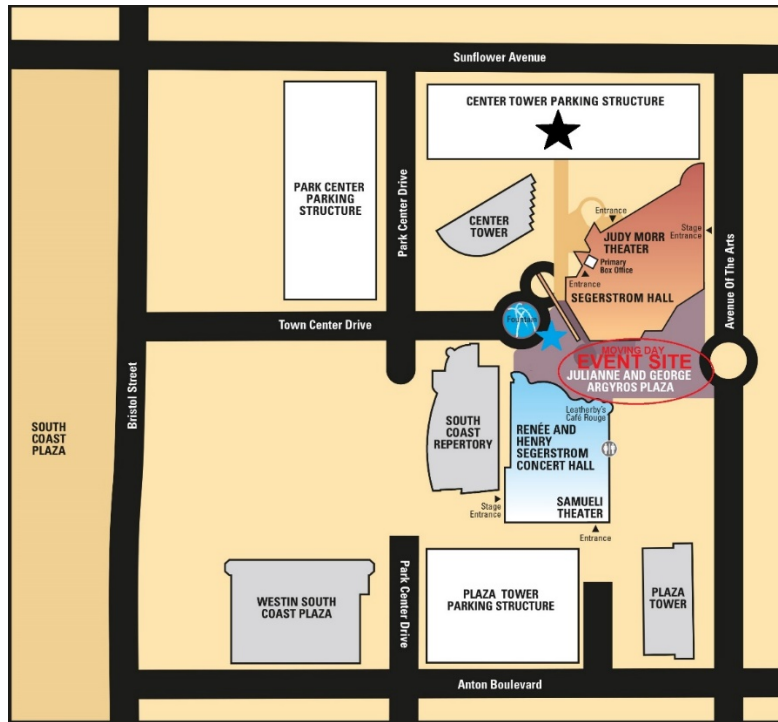 Sunflower Avenue
CENTER TOWER PARKING STRUCTURE
PARK CENTER
PARKING
STRUCTURE
Park Center Drive
CENTER
TOWER
Entrance
JUDY MORR
THEATER
Stage
Entrance
Primary
Box Office
Entrance
SEGERSTROM HALL
Avenue Of The Arts
Town Center Drive
Fountain
MOVING DAY
EVENT SITE
JULIANNE AND GEORGE
ARGYROS PLAZA
Bristol Street
SOUTH
COAST
PLAZA
SOUTH
COAST
REPERTORY
Leatherby's
Café Rouge
RENÉE AND
HENRY
SEGERSTROM
CONCERT HALL
SAMUELI
THEATER
Stage
Entrance
Entrance
Park Center Drive
WESTIN SOUTH
COAST PLAZA
PLAZA TOWER
PARKING STRUCTURE
PLAZA
TOWER
Anton Boulevard